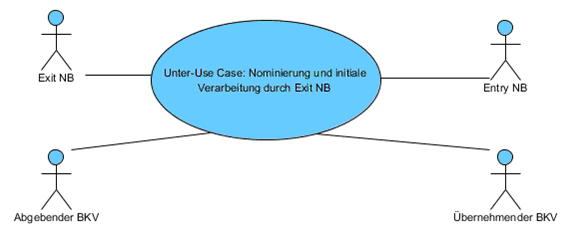 Unter-Use Case: Nominierung und initiale
Verarbeitung durch Exit NB
Exit NB
Entry NB
Abgebender BKV
Übernehmender BKV